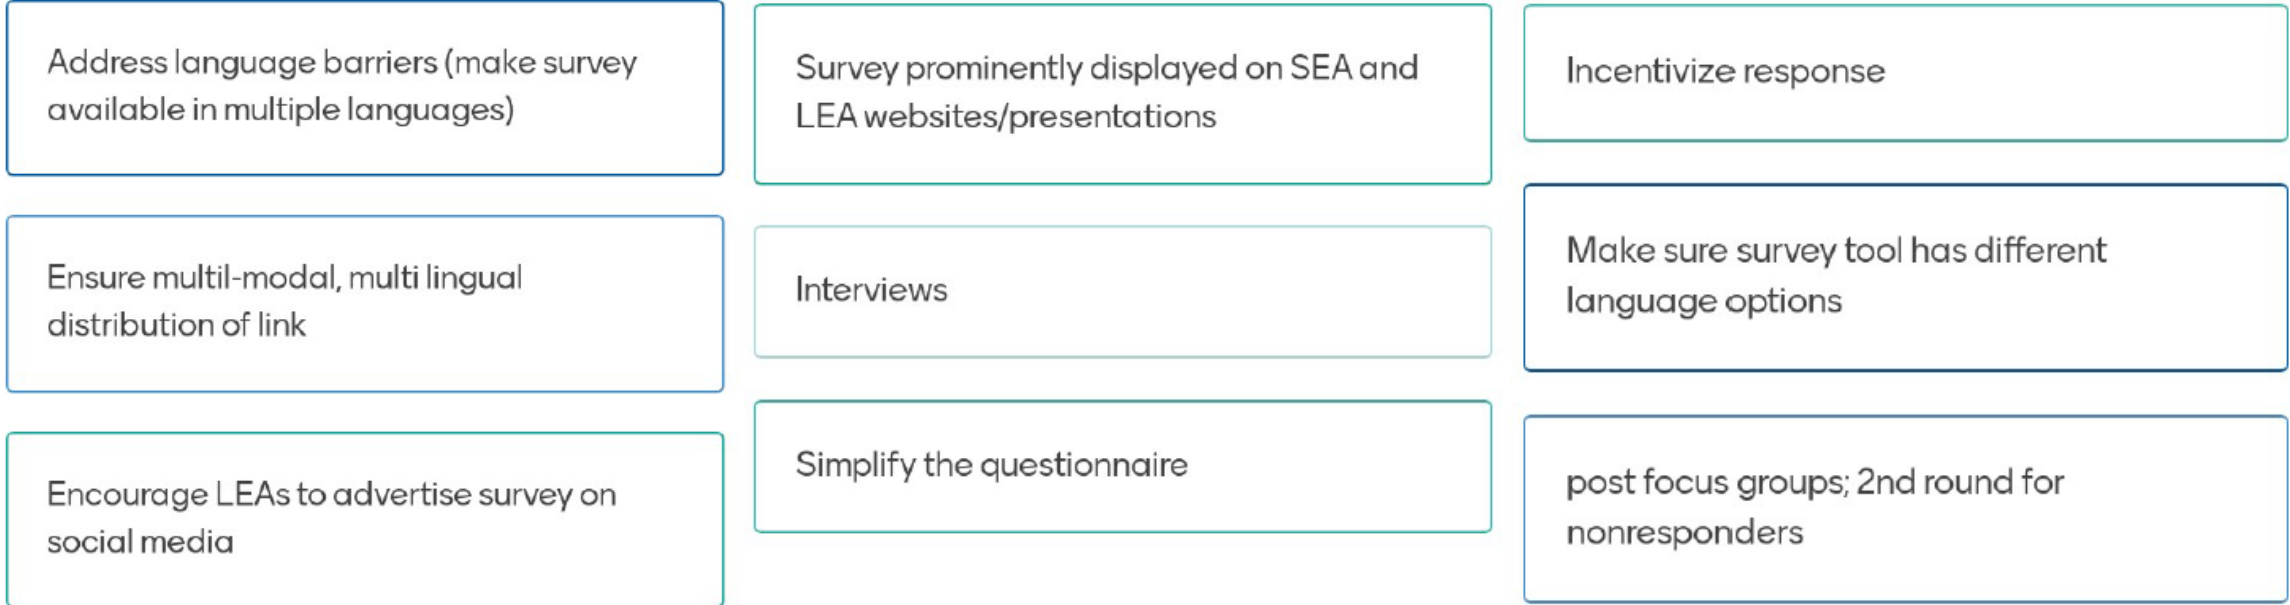 Address language barriers (make survey
available in multiple languages)
Ensure multil-modal, multi lingual
distribution of link
Encourage LEAs to advertise survey on
social media
Survey prominently displayed on SEA and
LEA websites/presentations
Interviews
Simplify the questionnaire
Incentivize response
Make sure survey tool has different
language options
post focus groups; 2nd round for
nonresponders